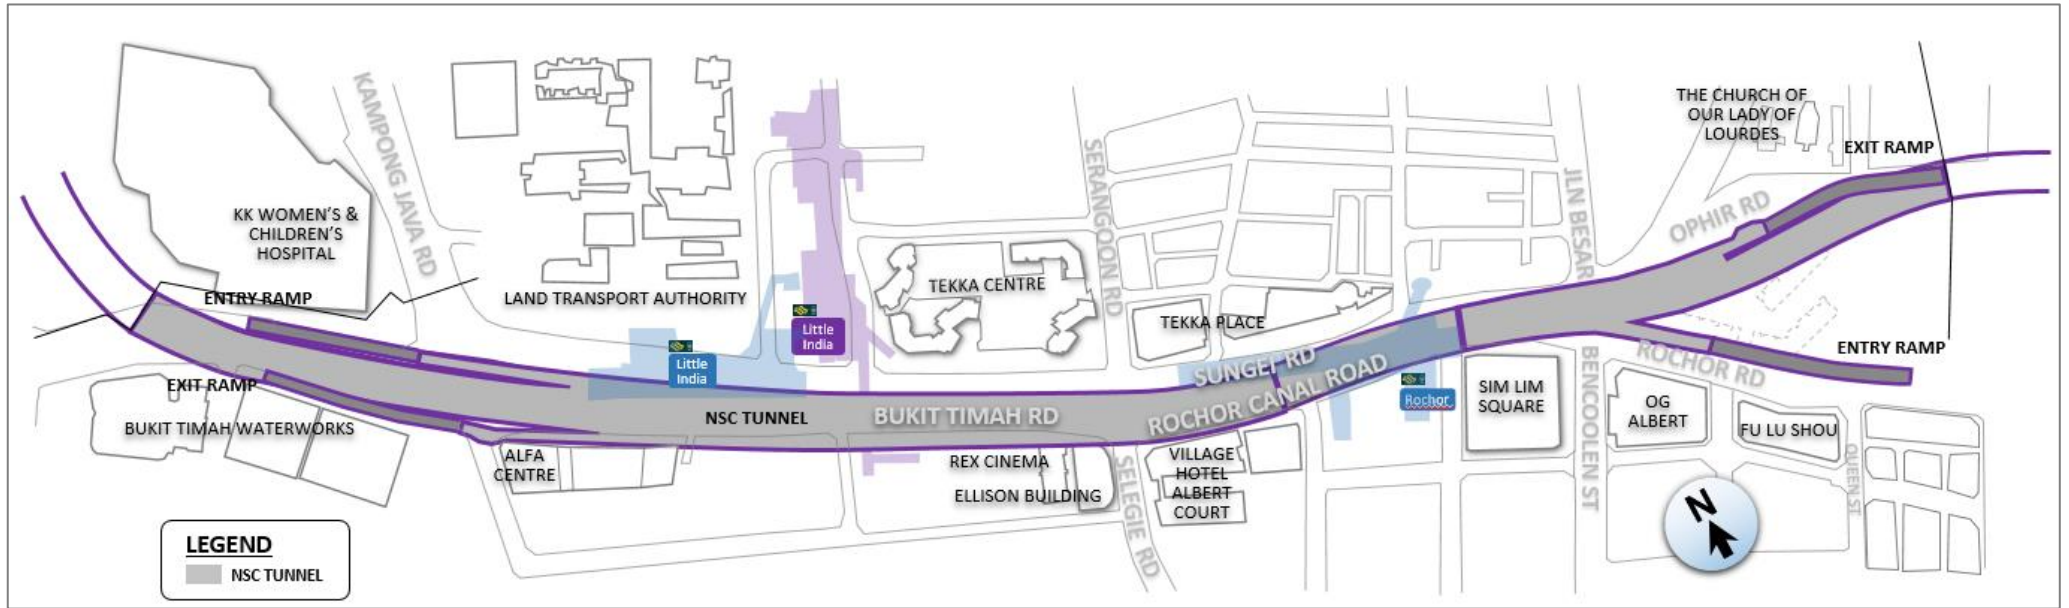 KAMPONG JAVA RD
KK WOMEN'S &
CHILDREN'S
HOSPITAL
ENTRY RAMP
EXIT RAMP
BUKIT TIMAH WATERWORKS
LAND TRANSPORT AUTHORITY
Little
India
Little
India
ALFA
CENTRE
NSC TUNNEL
BUKIT TIMAH RD
TEKKA CENTRE
SERANGOON RD
TEKKA PLACE
SUNGEI RD
ROCHOR CANAL ROAD
REX CINEMA
ELLISON BUILDING
SELEGIE RD
VILLAGE
HOTEL
ALBERT
COURT
Rochor
SIM LIM
SQUARE
JLN BESAR
BENCOOLEN ST
THE CHURCH OF
OUR LADY OF
LOURDES
EXIT RAMP
OPHIR RD
ROCHOR RD
ENTRY RAMP
OG
ALBERT
FU LU SHOU
QUEEN ST
N
LEGEND
NSC TUNNEL